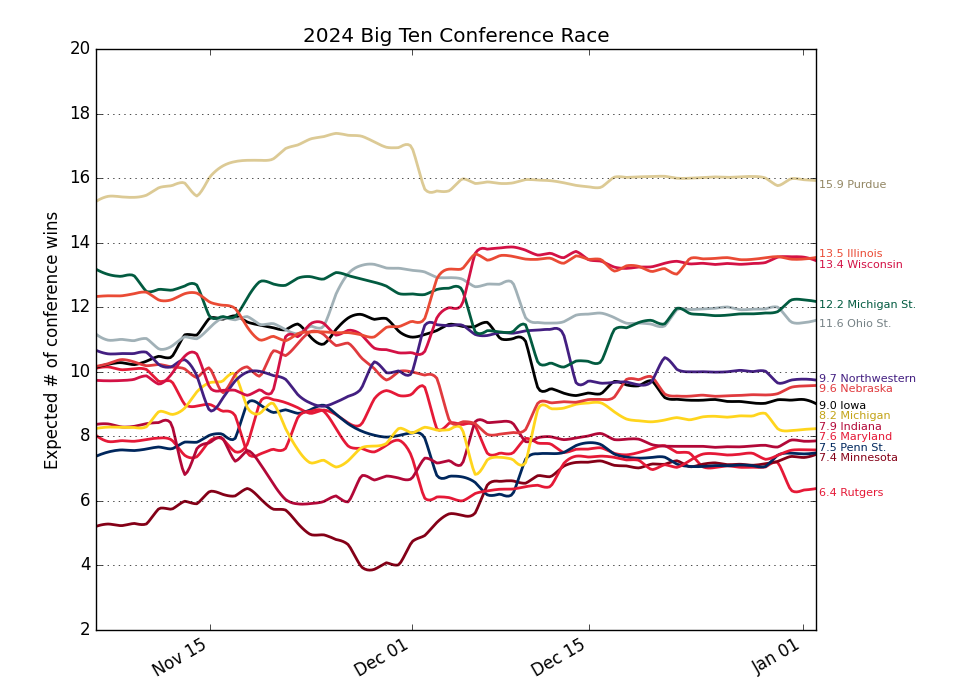 2024 Big Ten Conference Race
Expected # of conference wins
20
18
16
14
12
10
8
6
4
2
Nov 15
Dec 01
Dec 15
Jan 01
15.9 Purdue
13.5 Illinois
13.4 Wisconsin
12.2 Michigan St.
11.6 Ohio St.
9.7 Northwestern
9.6 Nebraska
9.0 Iowa
8.2 Michigan
7.9 Indiana
7.6 Maryland
7.5 Penn St.
7.4 Minnesota
6.4 Rutgers